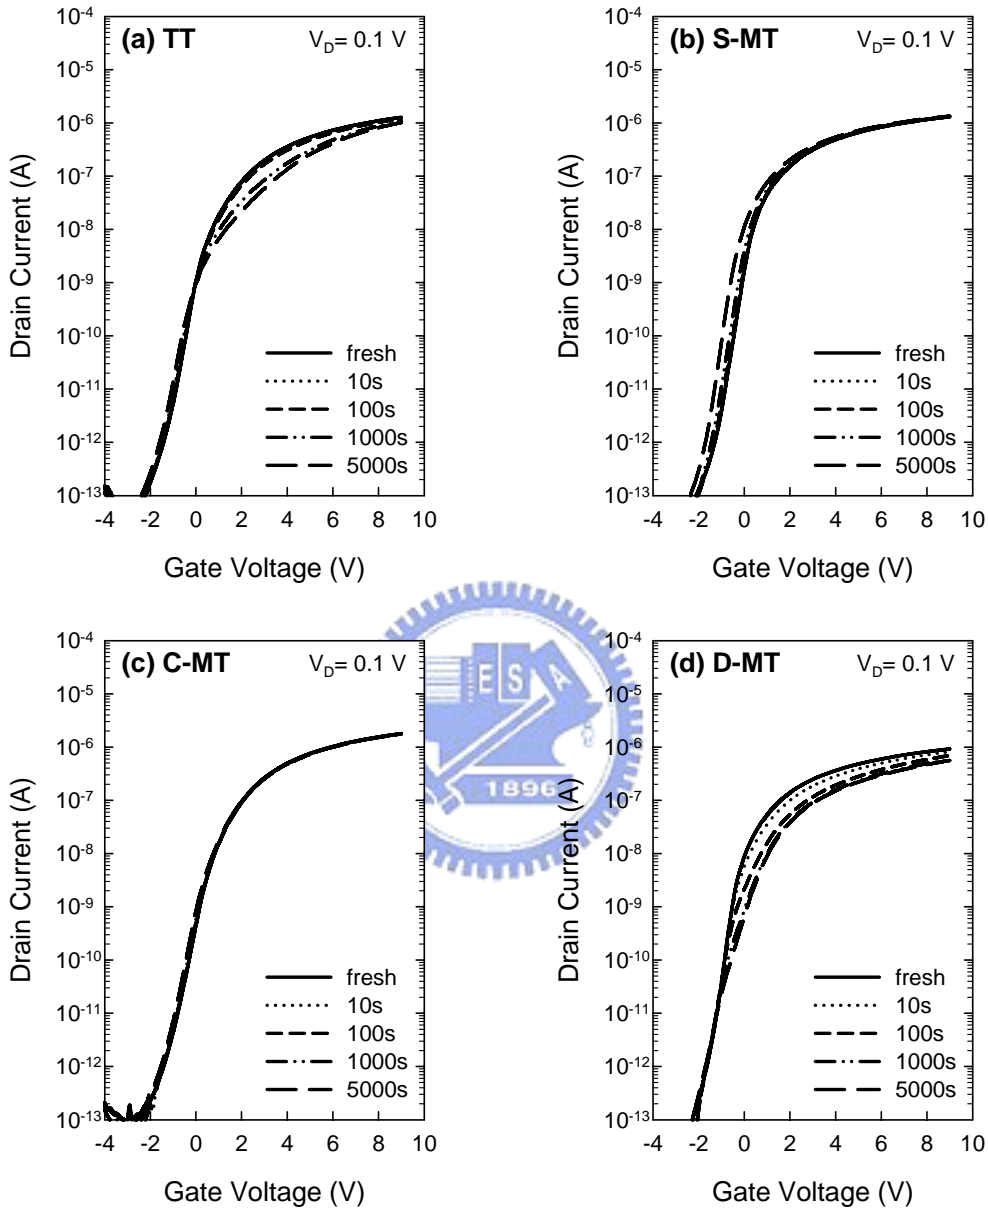 (a) TT
V_D= 0.1 V
10^-4
10^-5
10^-6
10^-7
10^-8
10^-9
10^-10
10^-11
10^-12
10^-13
Drain Current (A)
fresh
10s
100s
1000s
5000s
-4 -2 0 2 4 6 8 10
Gate Voltage (V)
(b) S-MT
V_D= 0.1 V
10^-4
10^-5
10^-6
10^-7
10^-8
10^-9
10^-10
10^-11
10^-12
10^-13
Drain Current (A)
fresh
10s
100s
1000s
5000s
-4 -2 0 2 4 6 8 10
Gate Voltage (V)
(c) C-MT
V_D= 0.1 V
10^-4
10^-5
10^-6
10^-7
10^-8
10^-9
10^-10
10^-11
10^-12
10^-13
Drain Current (A)
fresh
10s
100s
1000s
5000s
-4 -2 0 2 4 6 8 10
Gate Voltage (V)
E S A
1896
(d) D-MT
V_D= 0.1 V
10^-4
10^-5
10^-6
10^-7
10^-8
10^-9
10^-10
10^-11
10^-12
10^-13
Drain Current (A)
fresh
10s
100s
1000s
5000s
-4 -2 0 2 4 6 8 10
Gate Voltage (V)